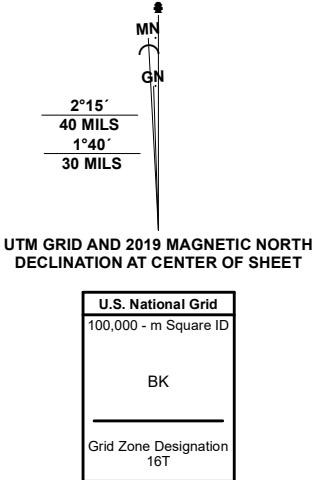 MN
GN
2°15´
40 MILS
1°40´
30 MILS
UTM GRID AND 2019 MAGNETIC NORTH
DECLINATION AT CENTER OF SHEET
U.S. National Grid
100,000 - m Square ID
BK
Grid Zone Designation
16T